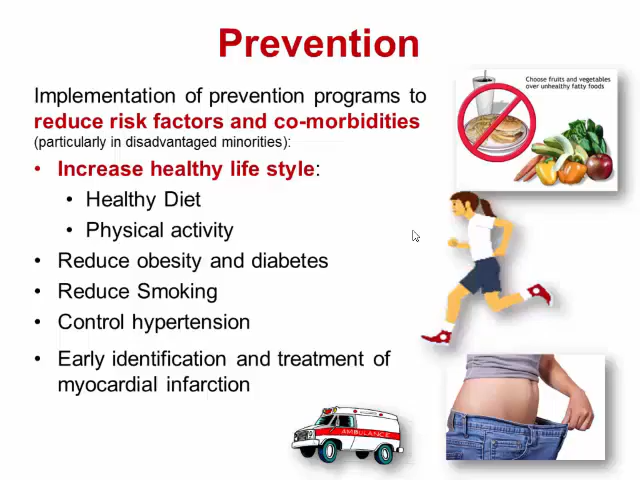 Prevention
Implementation of prevention programs to
reduce risk factors and co-morbidities
(particularly in disadvantaged minorities):
• Increase healthy life style:
• Healthy Diet
• Physical activity
• Reduce obesity and diabetes
• Reduce Smoking
• Control hypertension
• Early identification and treatment of
myocardial infarction
Choose fruits and vegetables
over unhealthy fatty foods
AMBULANCE